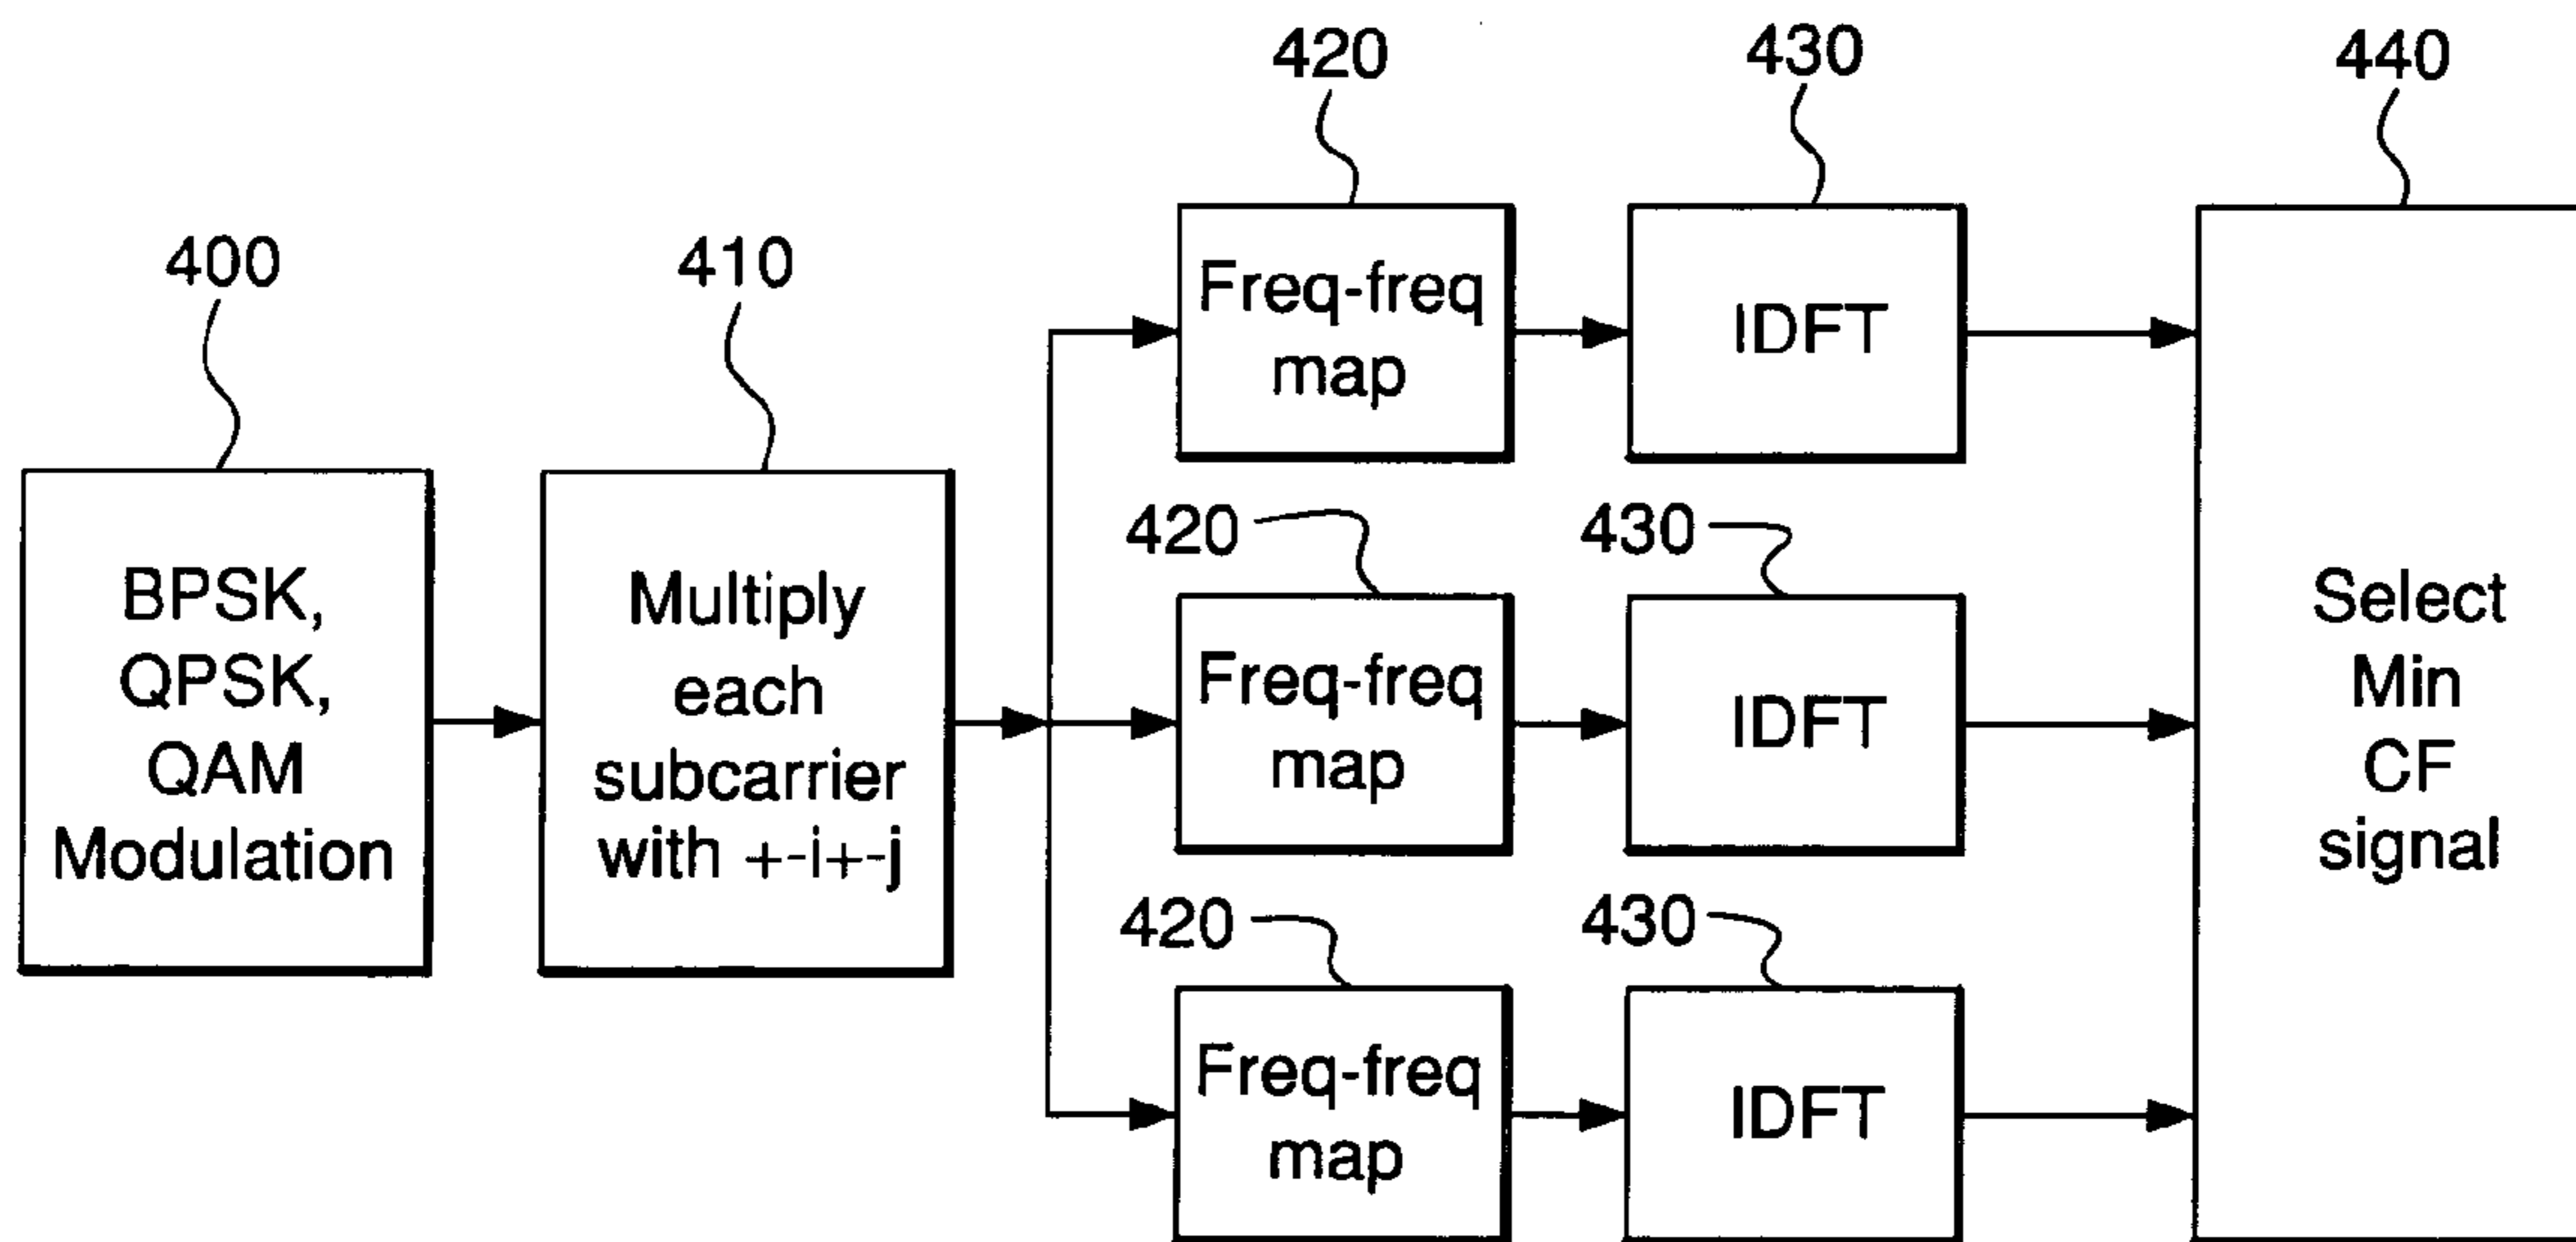 400
BPSK,
QPSK,
QAM
Modulation
410
Multiply
each
subcarrier
with +-i+-j
420
Freq-freq
map
430
IDFT
420
Freq-freq
map
430
IDFT
420
Freq-freq
map
430
IDFT
440
Select
Min
CF
signal